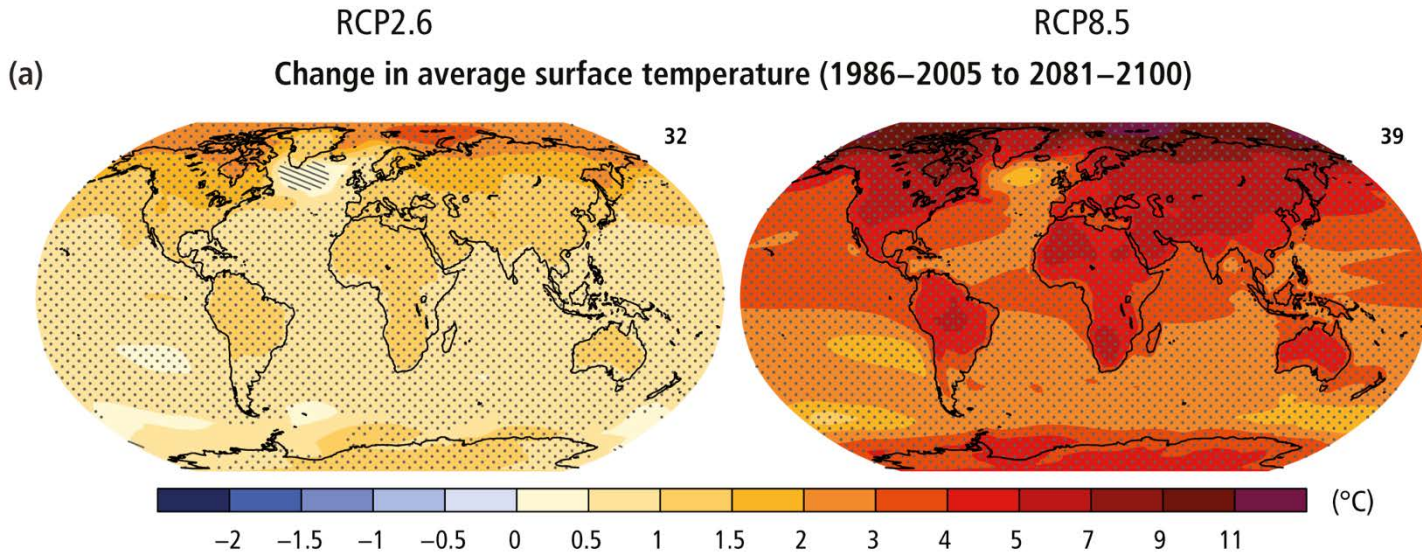 RCP2.6 RCP8.5
(a) Change in average surface temperature (1986–2005 to 2081–2100)
32 39
(°C)
−2 −1.5 −1 −0.5 0 0.5 1 1.5 2 3 4 5 7 9 11